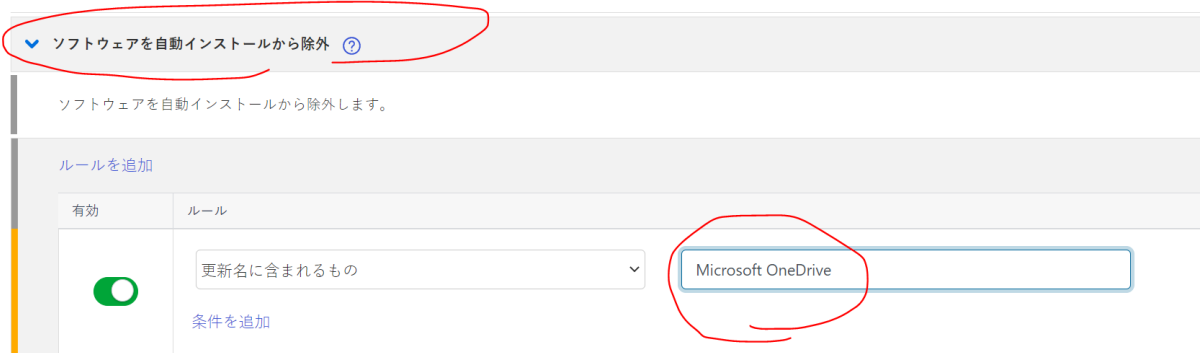 ソフトウェアを自動インストールから除外 ?
ソフトウェアを自動インストールから除外します。
ルールを追加
有効 ルール
更新名に含まれるもの Microsoft OneDrive
条件を追加